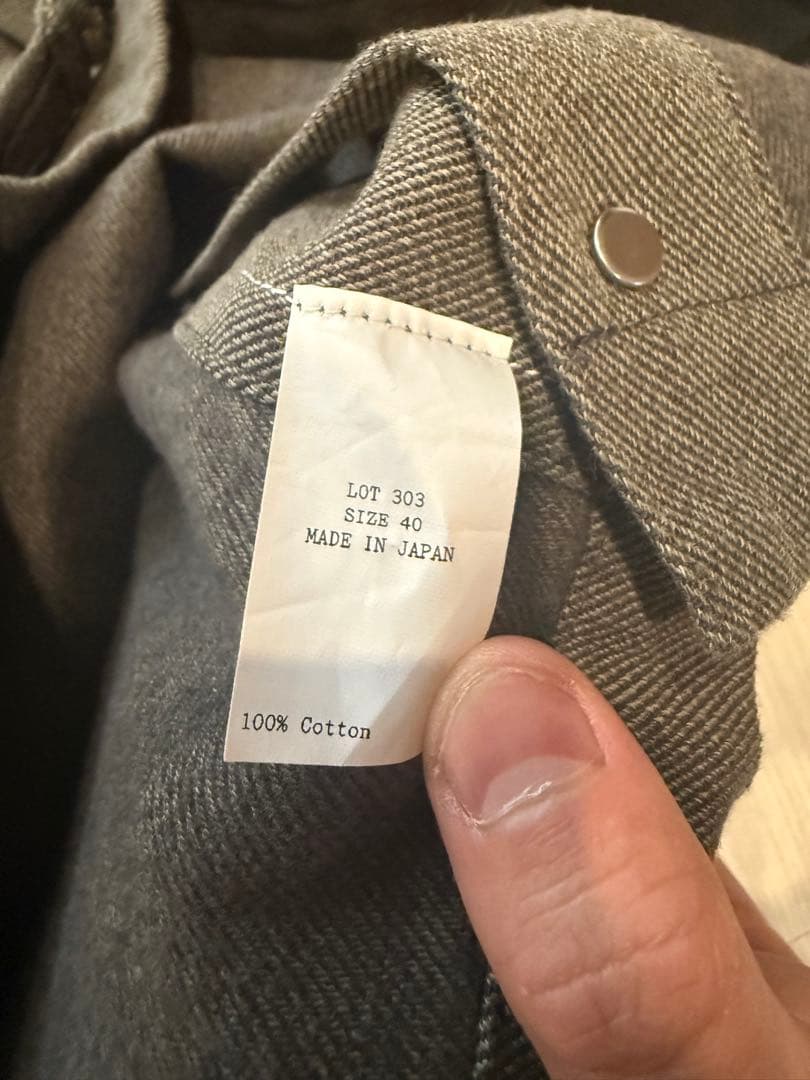 LOT 303
SIZE 40
MADE IN JAPAN
100% Cotton